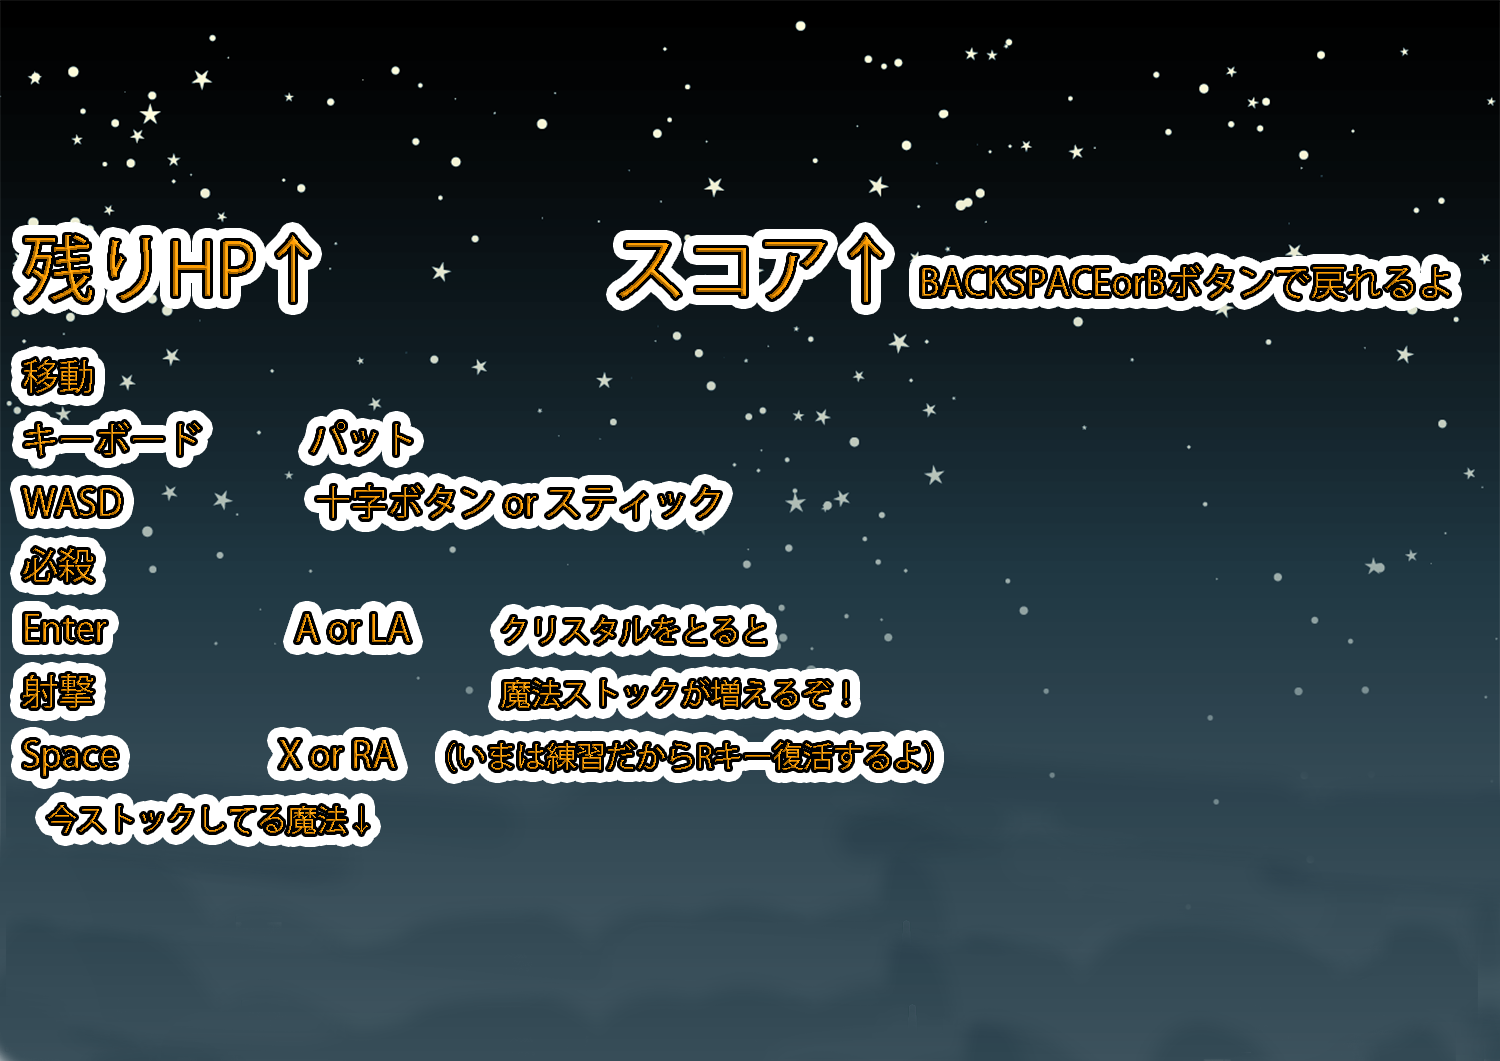 残りHP↑ スコア↑ BACKSPACEorBボタンで戻れるよ
移動
キーボード パット
WASD 十字ボタン or スティック
必殺
Enter A or LA クリスタルをとると
射撃 魔法ストックが増えるぞ！
Space X or RA (いまは練習だからRキー復活するよ)
今ストックしてる魔法↓